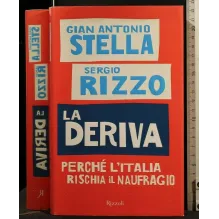 STELLA
RIZZO
LA
DERIVA
GIAN ANTONIO
STELLA
SERGIO
RIZZO
LA
DERIVA
PERCHÉ L'ITALIA
RISCHIA IL NAUFRAGIO
Rizzoli